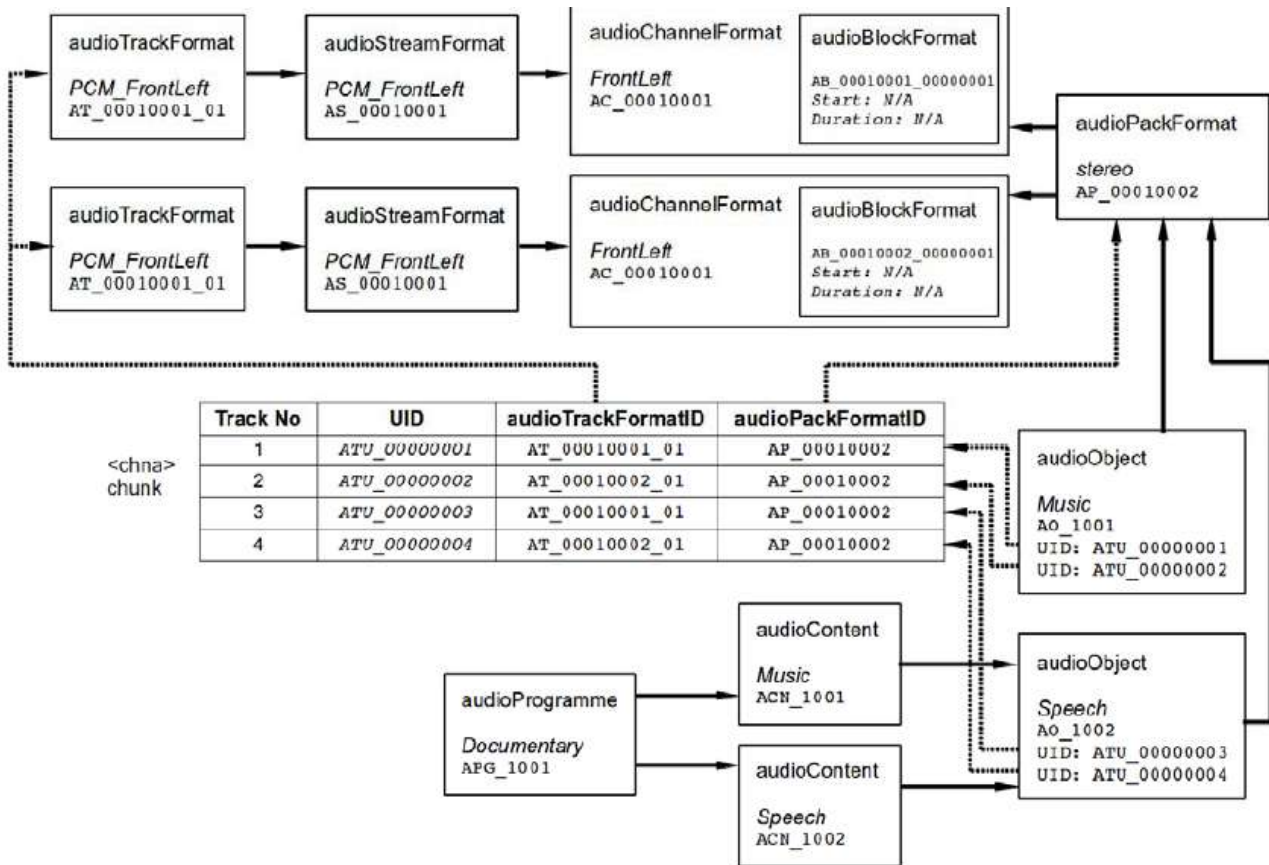 audioTrackFormat
PCM_FrontLeft
AT_00010001_01
audioStreamFormat
PCM_FrontLeft
AS_00010001
audioChannelFormat
FrontLeft
AC_00010001
audioBlockFormat
AB_00010001_00000001
Start: N/A
Duration: N/A
audioPackFormat
stereo
AP_00010002
audioTrackFormat
PCM_FrontLeft
AT_00010001_01
audioStreamFormat
PCM_FrontLeft
AS_00010001
audioChannelFormat
FrontLeft
AC_00010001
audioBlockFormat
AB_00010002_00000001
Start: N/A
Duration: N/A
<chna>
chunk
Track No UID audioTrackFormatID audioPackFormatID
1 ATU_00000001 AT_00010001_01 AP_00010002
2 ATU_00000002 AT_00010002_01 AP_00010002
3 ATU_00000003 AT_00010001_01 AP_00010002
4 ATU_00000004 AT_00010002_01 AP_00010002
audioObject
Music
AO_1001
UID: ATU_00000001
UID: ATU_00000002
audioProgramme
Documentary
APG_1001
audioContent
Music
ACN_1001
audioContent
Speech
ACN_1002
audioObject
Speech
AO_1002
UID: ATU_00000003
UID: ATU_00000004